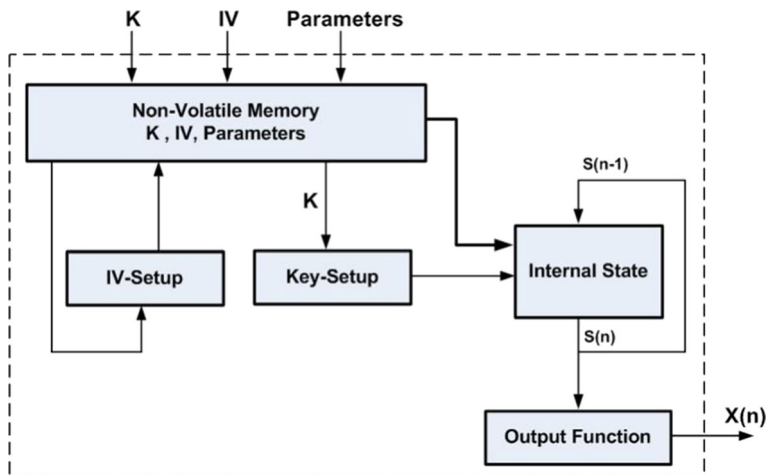 K IV Parameters
Non-Volatile Memory
K , IV, Parameters
S(n-1)
K
IV-Setup
Key-Setup
Internal State
S(n)
X(n)
Output Function